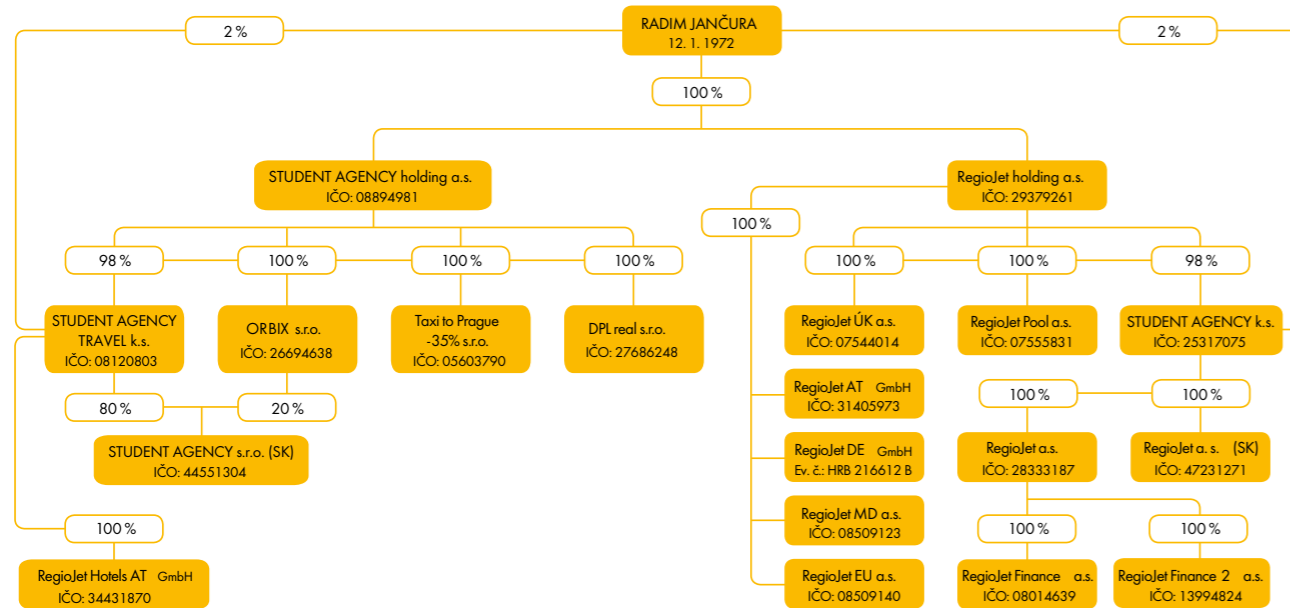 RADIM JANČURA
12. 1. 1972
2 %
2 %
100 %
STUDENT AGENCY holding a.s.
IČO: 08894981
RegioJet holding a.s.
IČO: 29379261
100 %
98 %
100 %
100 %
100 %
100 %
100 %
98 %
STUDENT AGENCY
TRAVEL k.s.
IČO: 08120803
ORBIX s.r.o.
IČO: 26694638
Taxi to Prague
-35% s.r.o.
IČO: 05603790
DPL real s.r.o.
IČO: 27686248
RegioJet ÚK a.s.
IČO: 07544014
RegioJet Pool a.s.
IČO: 07555831
STUDENT AGENCY k.s.
IČO: 25317075
80 %
20 %
RegioJet AT GmbH
IČO: 31405973
100 %
100 %
STUDENT AGENCY s.r.o. (SK)
IČO: 44551304
RegioJet DE GmbH
Ev. č.: HRB 216612 B
RegioJet a.s.
IČO: 28333187
RegioJet a. s. (SK)
IČO: 47231271
100 %
RegioJet MD a.s.
IČO: 08509123
100 %
100 %
RegioJet Hotels AT GmbH
IČO: 34431870
RegioJet EU a.s.
IČO: 08509140
RegioJet Finance a.s.
IČO: 08014639
RegioJet Finance 2 a.s.
IČO: 13994824